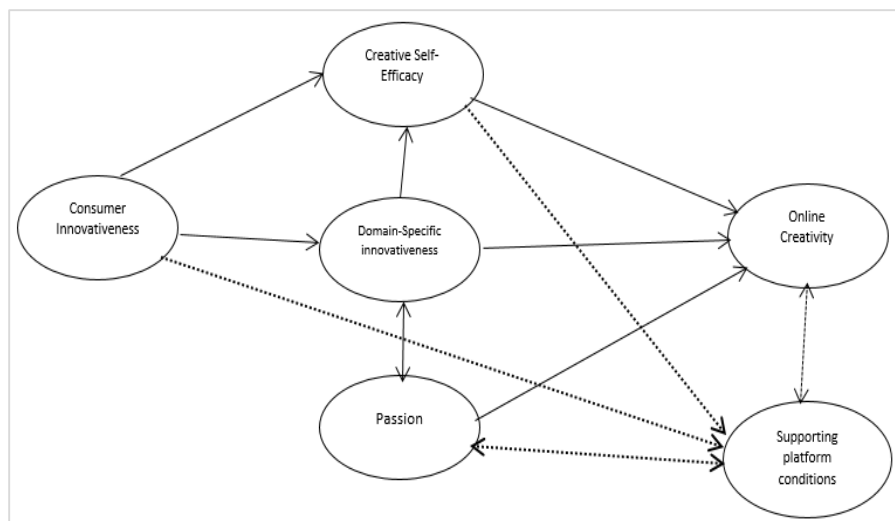 Creative Self-
Efficacy
Consumer
Innovativeness
Domain-Specific
innovativeness
Online
Creativity
Passion
Supporting
platform
conditions